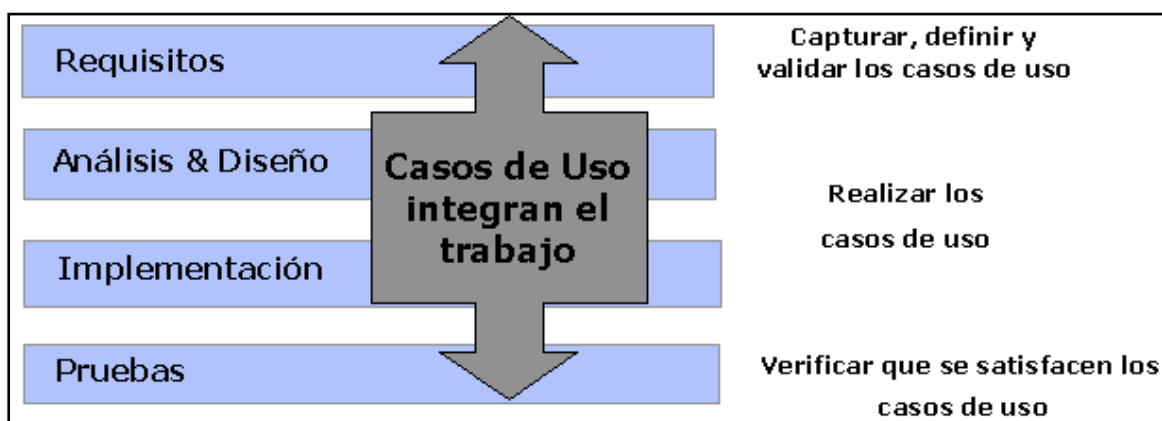 Requisitos
Capturar, definir y
validar los casos de uso
Análisis & Diseño
Casos de Uso
integran el
trabajo
Realizar los
casos de uso
Implementación
Pruebas
Verificar que se satisfacen los
casos de uso